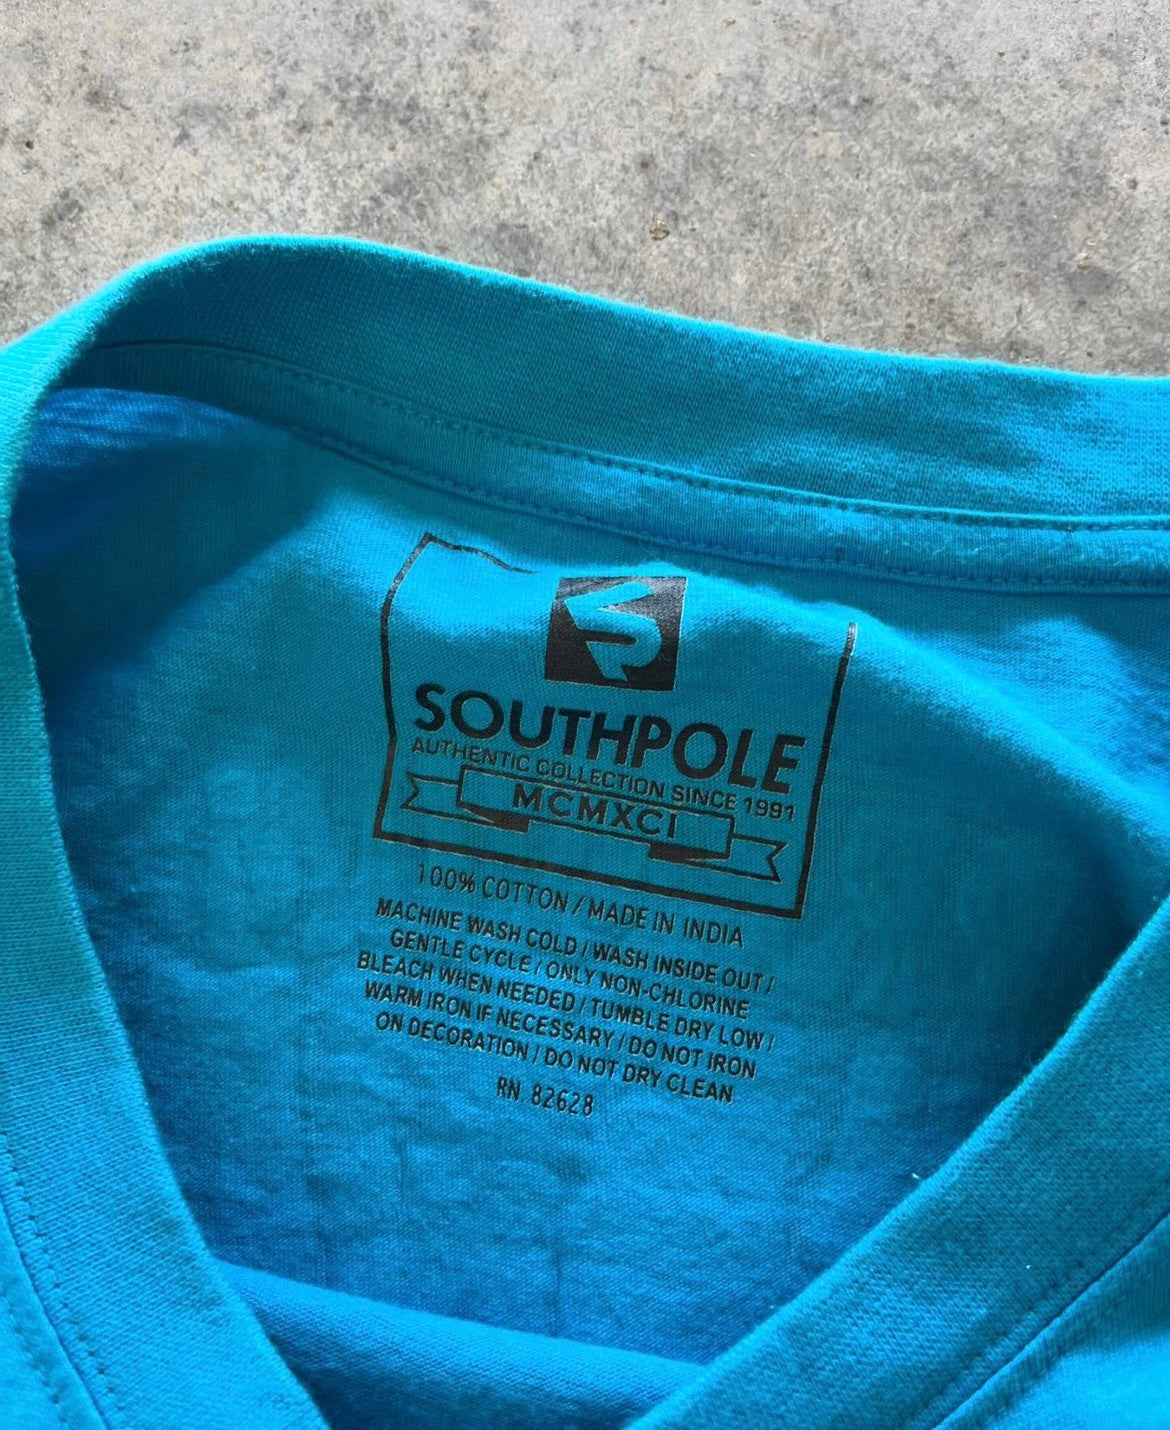 SP
SOUTHPOLE
AUTHENTIC COLLECTION SINCE 1991
MCMXCI
100% COTTON / MADE IN INDIA
MACHINE WASH COLD / WASH INSIDE OUT /
GENTLE CYCLE / ONLY NON-CHLORINE
BLEACH WHEN NEEDED / TUMBLE DRY LOW /
WARM IRON IF NECESSARY / DO NOT IRON
ON DECORATION / DO NOT DRY CLEAN
RN 82628